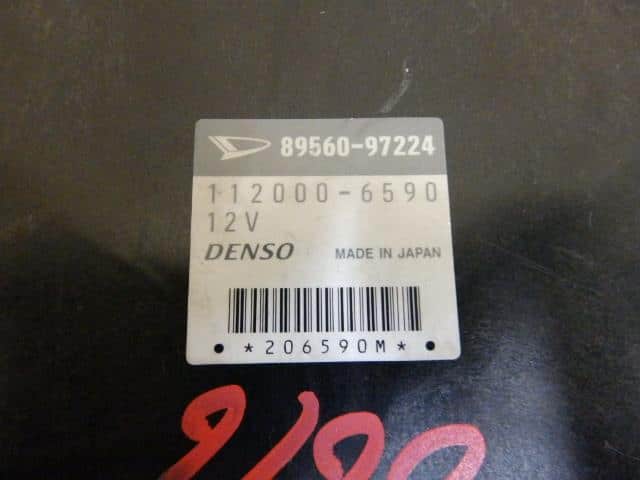 89560-97224
112000-6590
12V
DENSO MADE IN JAPAN
*206590M*